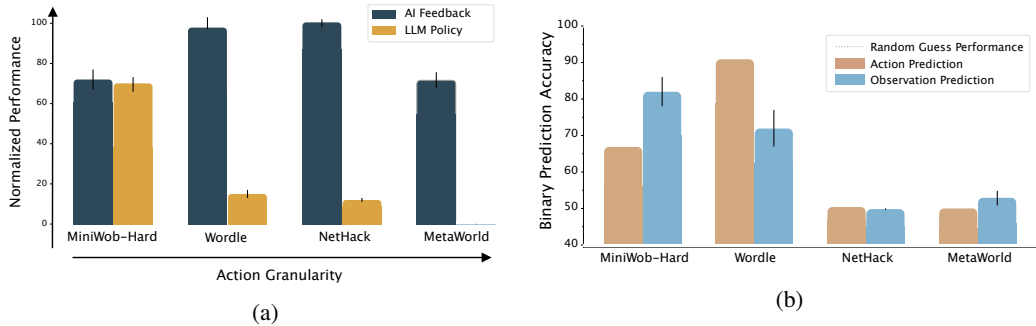 100
80
60
40
20
0
Normalized Performance
AI Feedback
LLM Policy
MiniWob-Hard
Wordle
NetHack
MetaWorld
Action Granularity
(a)
100
90
80
70
60
50
40
Binary Prediction Accuracy
Random Guess Performance
Action Prediction
Observation Prediction
MiniWob-Hard
Wordle
NetHack
MetaWorld
(b)